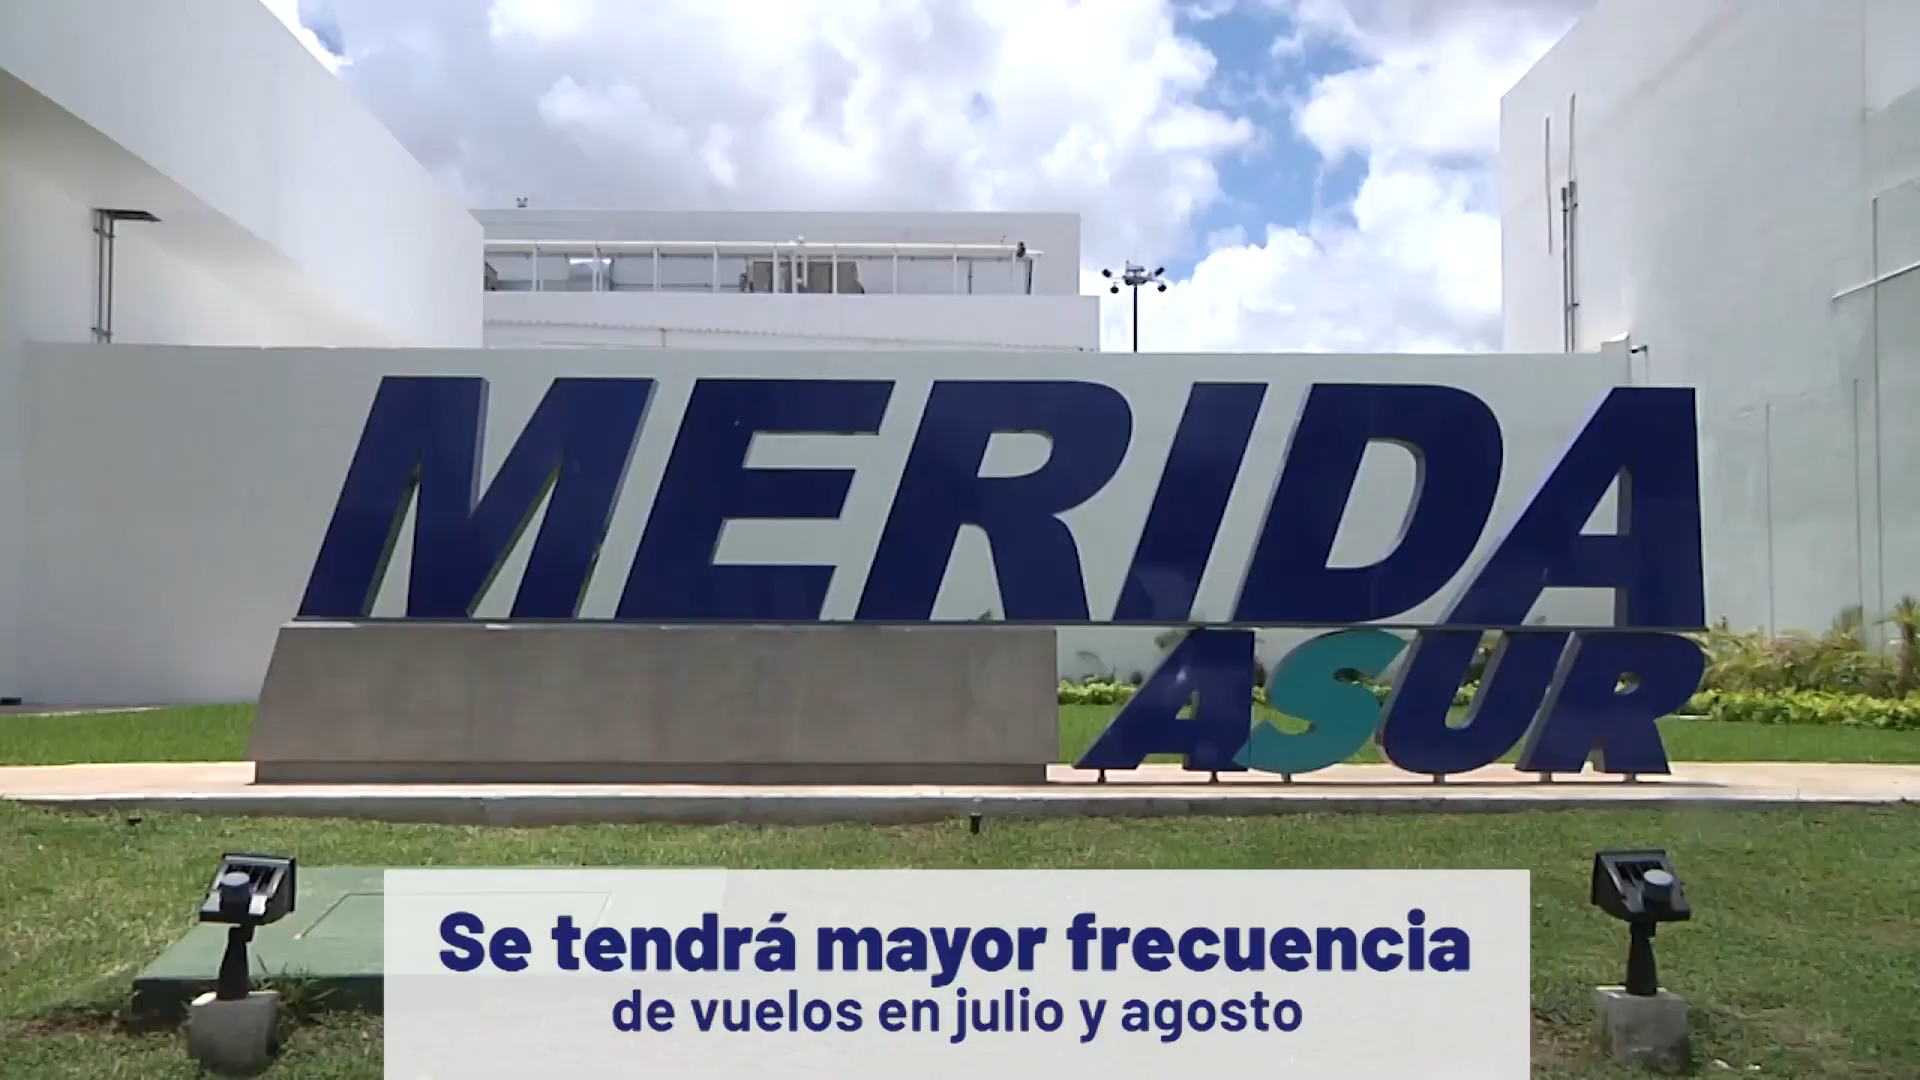 MERIDA
ASUR
Se tendrá mayor frecuencia
de vuelos en julio y agosto